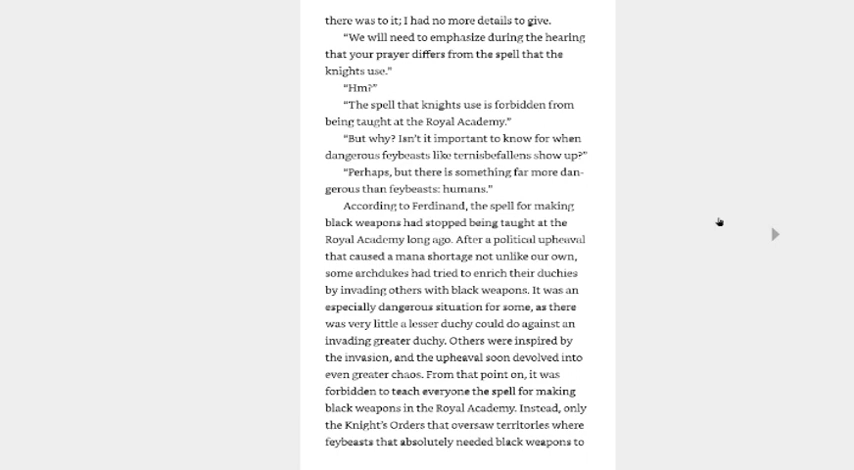 there was to it; I had no more details to give.
“We will need to emphasize during the hearing
that your prayer differs from the spell that the
knights use.”
“Hm?”
“The spell that knights use is forbidden from
being taught at the Royal Academy.”
“But why? Isn’t it important to know for when
dangerous feybeasts like ternisbefallens show up?”
“Perhaps, but there is something far more dan-
gerous than feybeasts: humans.”
According to Ferdinand, the spell for making
black weapons had stopped being taught at the
Royal Academy long ago. After a political upheaval
that caused a mana shortage not unlike our own,
some archdukes had tried to enrich their duchies
by invading others with black weapons. It was an
especially dangerous situation for some, as there
was very little a lesser duchy could do against an
invading greater duchy. Others were inspired by
the invasion, and the upheaval soon devolved into
even greater chaos. From that point on, it was
forbidden to teach everyone the spell for making
black weapons in the Royal Academy. Instead, only
the Knight’s Orders that oversaw territories where
feybeasts that absolutely needed black weapons to